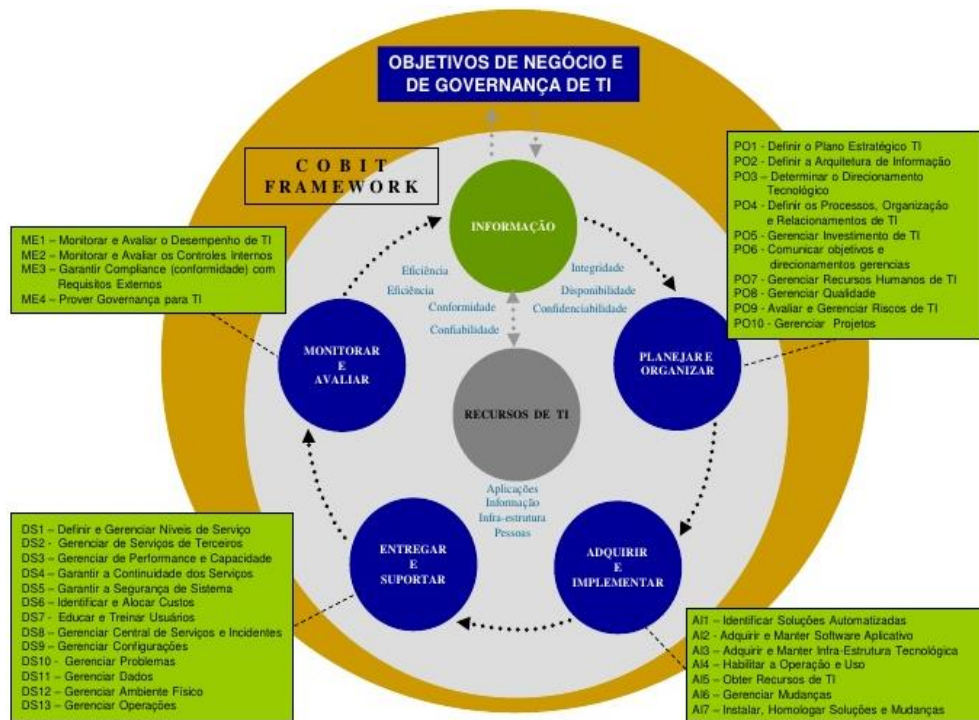 OBJETIVOS DE NEGÓCIO E
DE GOVERNANÇA DE TI
COBIT
FRAMEWORK
INFORMAÇÃO
Eficiência
Eficiência
Conformidade
Confiabilidade
Integridade
Disponibilidade
Confidenciabilidade
PO1 - Definir o Plano Estratégico TI
PO2 - Definir a Arquitetura de Informação
PO3 – Determinar o Direcionamento
Tecnológico
PO4 - Definir os Processos, Organização
e Relacionamentos de TI
PO5 - Gerenciar Investimento de TI
PO6 - Comunicar objetivos e
direcionamentos gerencias
PO7 - Gerenciar Recursos Humanos de TI
PO8 - Gerenciar Qualidade
PO9 - Avaliar e Gerenciar Riscos de TI
PO10 - Gerenciar Projetos
ME1 – Monitorar e Avaliar o Desempenho de TI
ME2 – Monitorar e Avaliar os Controles Internos
ME3 – Garantir Compliance (conformidade) com
Requisitos Externos
ME4 – Prover Governança para TI
MONITORAR
E
AVALIAR
PLANEJAR E
ORGANIZAR
RECURSOS DE TI
Aplicações
Informação
Infra-estrutura
Pessoas
ENTREGAR
E
SUPORTAR
ADQUIRIR
E
IMPLEMENTAR
DS1 – Definir e Gerenciar Níveis de Serviço
DS2 - Gerenciar de Serviços de Terceiros
DS3 – Gerenciar de Performance e Capacidade
DS4 – Garantir a Continuidade dos Serviços
DS5 – Garantir a Segurança de Sistema
DS6 – Identificar e Alocar Custos
DS7 - Educar e Treinar Usuários
DS8 – Gerenciar Central de Serviços e Incidentes
DS9 – Gerenciar Configurações
DS10 - Gerenciar Problemas
DS11 – Gerenciar Dados
DS12 – Gerenciar Ambiente Físico
DS13 – Gerenciar Operações
AI1 – Identificar Soluções Automatizadas
AI2 - Adquirir e Manter Software Aplicativo
AI3 – Adquirir e Manter Infra-Estrutura Tecnológica
AI4 – Habilitar a Operação e Uso
AI5 – Obter Recursos de TI
AI6 – Gerenciar Mudanças
AI7 – Instalar, Homologar Soluções e Mudanças